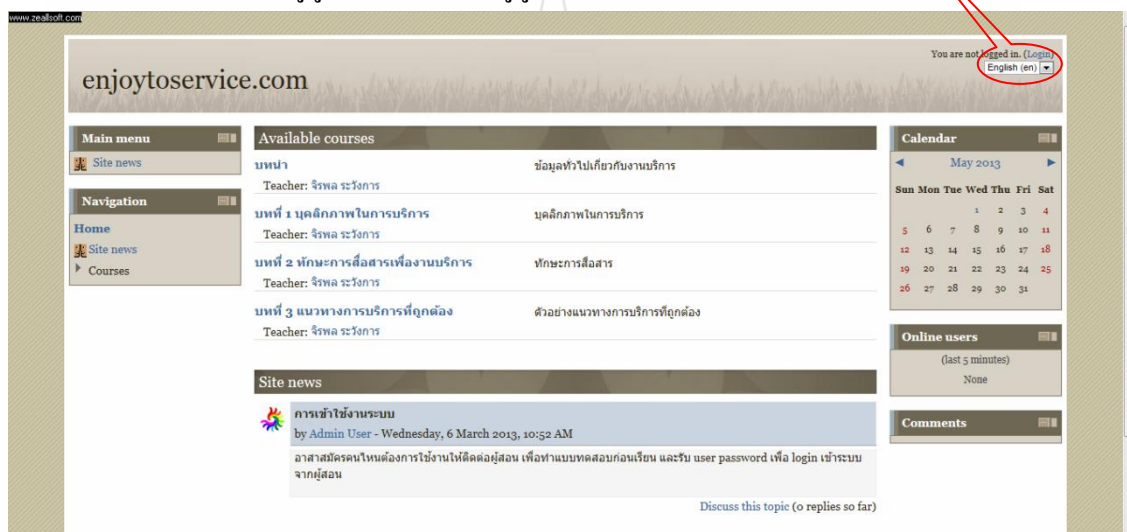 www.zeallsoft.com
You are not logged in. (Login)
English (en)
enjoytoservice.com
Main menu
Site news
Navigation
Home
Site news
Courses
Available courses
บทนำ
ข้อมูลทั่วไปเกี่ยวกับงานบริการ
Teacher: จิรพล ระวังการ
บทที่ 1 บุคลิกภาพในการบริการ
บุคลิกภาพในการบริการ
Teacher: จิรพล ระวังการ
บทที่ 2 ทักษะการสื่อสารเพื่องานบริการ
ทักษะการสื่อสาร
Teacher: จิรพล ระวังการ
บทที่ 3 แนวทางการบริการที่ถูกต้อง
ตัวอย่างแนวทางการบริการที่ถูกต้อง
Teacher: จิรพล ระวังการ
Site news
การเข้าใช้งานระบบ
by Admin User - Wednesday, 6 March 2013, 10:52 AM
อาสาสมัครคนไหนต้องการใช้งานให้ติดต่อผู้สอน เพื่อทำแบบทดสอบก่อนเรียน และรับ user password เพื่อ login เข้าระบบ
จากผู้สอน
Discuss this topic (0 replies so far)
Calendar
May 2013
Sun Mon Tue Wed Thu Fri Sat
1 2 3 4
5 6 7 8 9 10 11
12 13 14 15 16 17 18
19 20 21 22 23 24 25
26 27 28 29 30 31
Online users
(last 5 minutes)
None
Comments